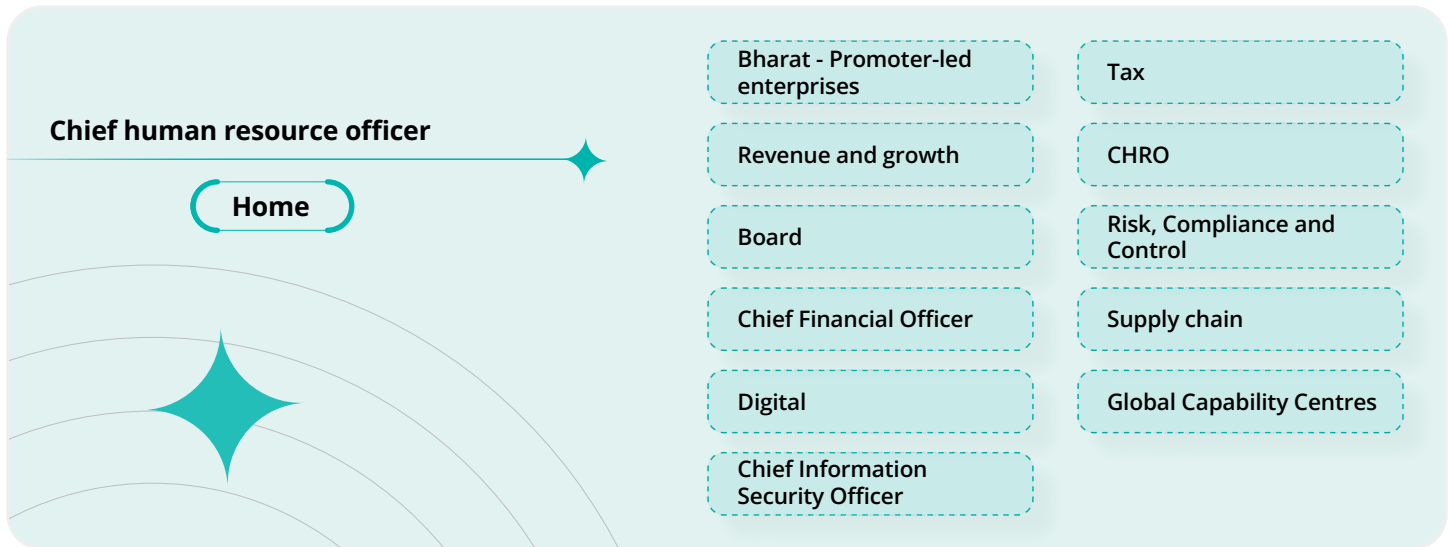 Chief human resource officer
Home
Bharat - Promoter-led
enterprises
Revenue and growth
Board
Chief Financial Officer
Digital
Chief Information
Security Officer
Tax
CHRO
Risk, Compliance and
Control
Supply chain
Global Capability Centres